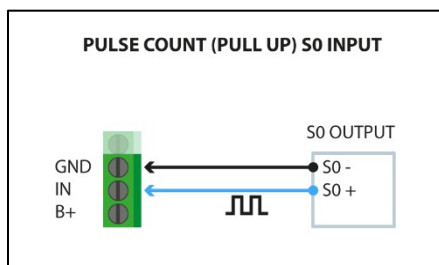 PULSE COUNT (PULL UP) S0 INPUT
S0 OUTPUT
GND
S0 -
IN
S0 +
B+